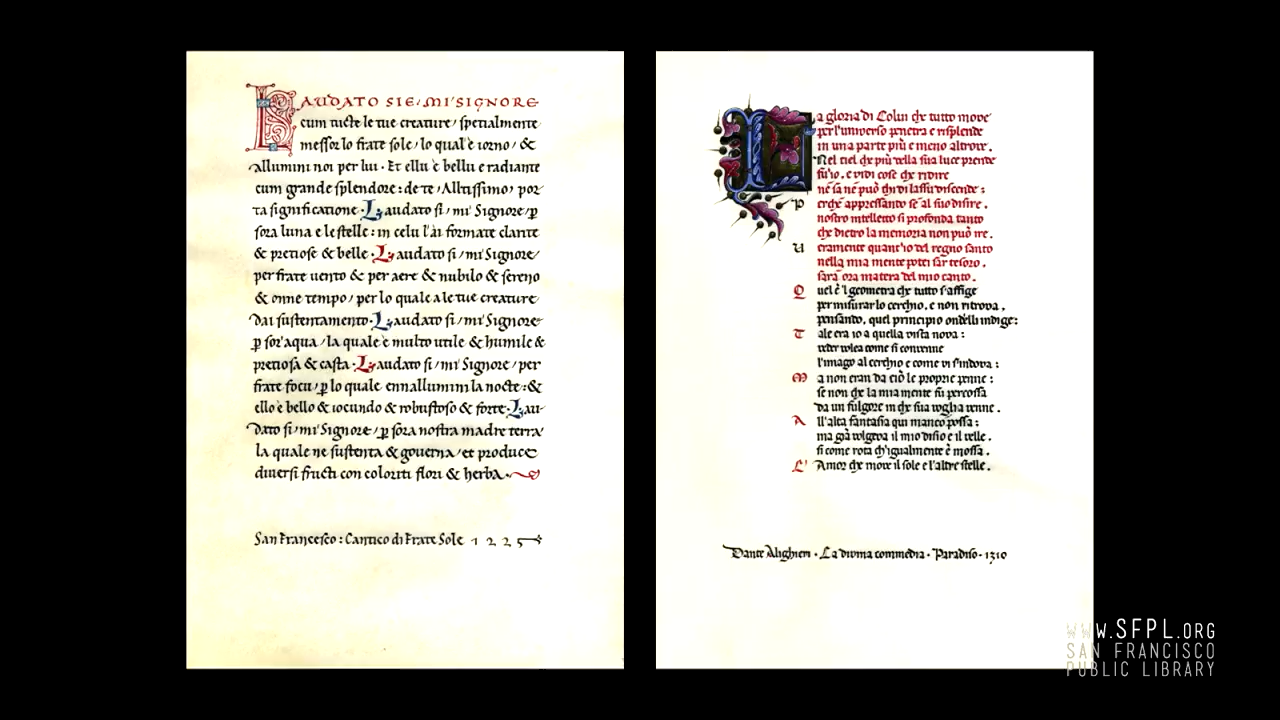 LAUDATO SIE, MI' SIGNORE
cum tucte le tue creature, spetialmente
messor lo frate sole, lo qual'è iorno, &
allumini noi per lui. Et ellu è bellu e radiante
cum grande splendore: de te, Altissimo, por
ta significatione. Laudato si, mi' Signore, p
sora luna e le stelle: in celu l'ài formate clarite
& pretiose & belle. Laudato si, mi' Signore,
per frate uento & per aere & nubilo & sereno
& onne tempo, per lo quale a le tue creature
dai sustentamento. Laudato si, mi' Signore
p sor'aqua, la quale è multo utile & humile &
pretiosa & casta. Laudato si, mi' Signore, per
frate focu, p lo quale ennallumini la nocte: &
ello è bello & iocundo & robustoso & forte. Lau-
dato si, mi' Signore, p sora nostra madre terra
la quale ne sustenta & governa, et produce
diversi fructi con coloriti flori & herba.
San Francesco: Cantico di Frate Sole 1225
La gloria di Colui che tutto move
per l'universo penetra e risplende
in una parte più e meno altrove.
Nel ciel che più della sua luce prende
fu' io, e vidi cose che ridire
né sa né può chi di lassù discende;
Perché appressando sé al suo disire,
nostro intelletto si profonda tanto
che dietro la memoria non può ire.
Ueramente quant'io del regno santo
nella mia mente potei far tesoro,
sarà ora matera del mio canto.
Quel è 'l geometra che tutto s'affige
per misurar lo cerchio, e non ritrova,
pensando, quel principio ond'elli indige:
Tale era io a quella vista nova:
veder volea come si convenne
l'imago al cerchio e come vi s'indova;
Ma non eran da ciò le proprie penne:
se non che la mia mente fu percossa
da un fulgore in che sua voglia venne.
All'alta fantasia qui mancò possa:
ma già volgeva il mio disio e il velle,
sì come rota ch'igualmente è mossa,
L'Amor che move il sole e l'altre stelle.
Dante Alighieri · La divina commedia · Paradiso · 1310
WWW.SFPL.ORG
SAN FRANCISCO
PUBLIC LIBRARY